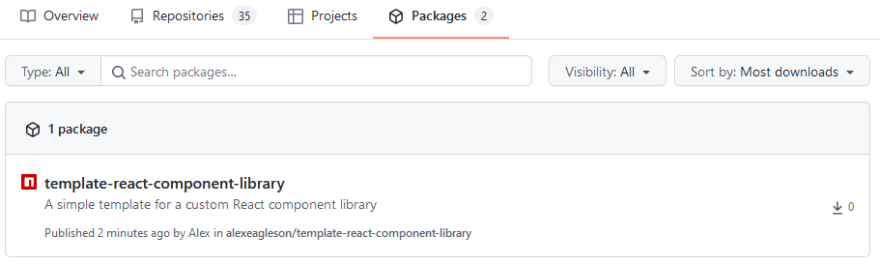 Overview Repositories 35 Projects Packages 2
Type: All Search packages... Visibility: All Sort by: Most downloads
1 package
template-react-component-library
A simple template for a custom React component library
0
Published 2 minutes ago by Alex in alexeagleson/template-react-component-library